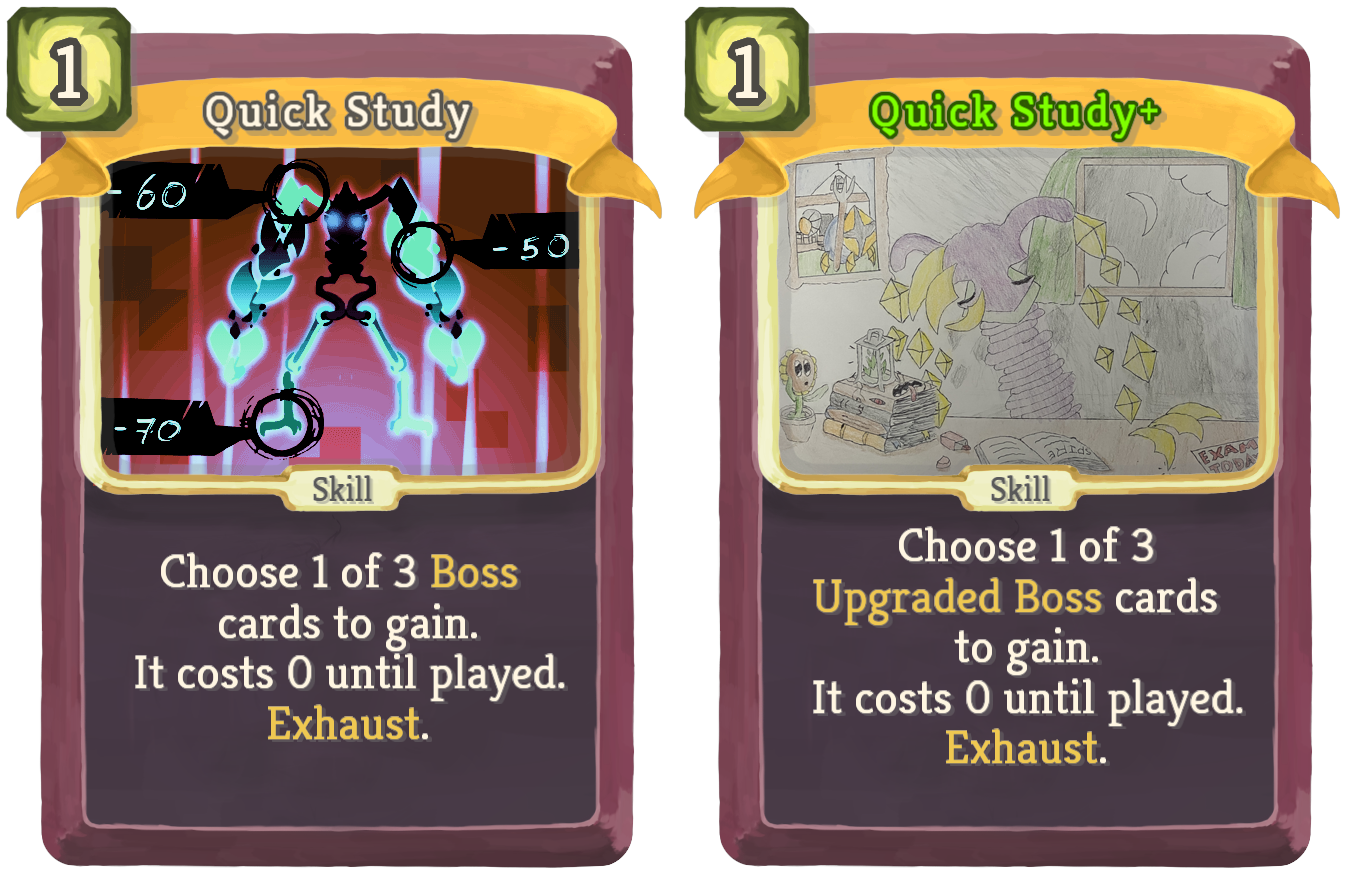 1
Quick Study
-60
-50
-70
Skill
Choose 1 of 3 Boss
cards to gain.
It costs 0 until played.
Exhaust.
1
Quick Study+
EXAM
Skill
Choose 1 of 3
Upgraded Boss cards
to gain.
It costs 0 until played.
Exhaust.